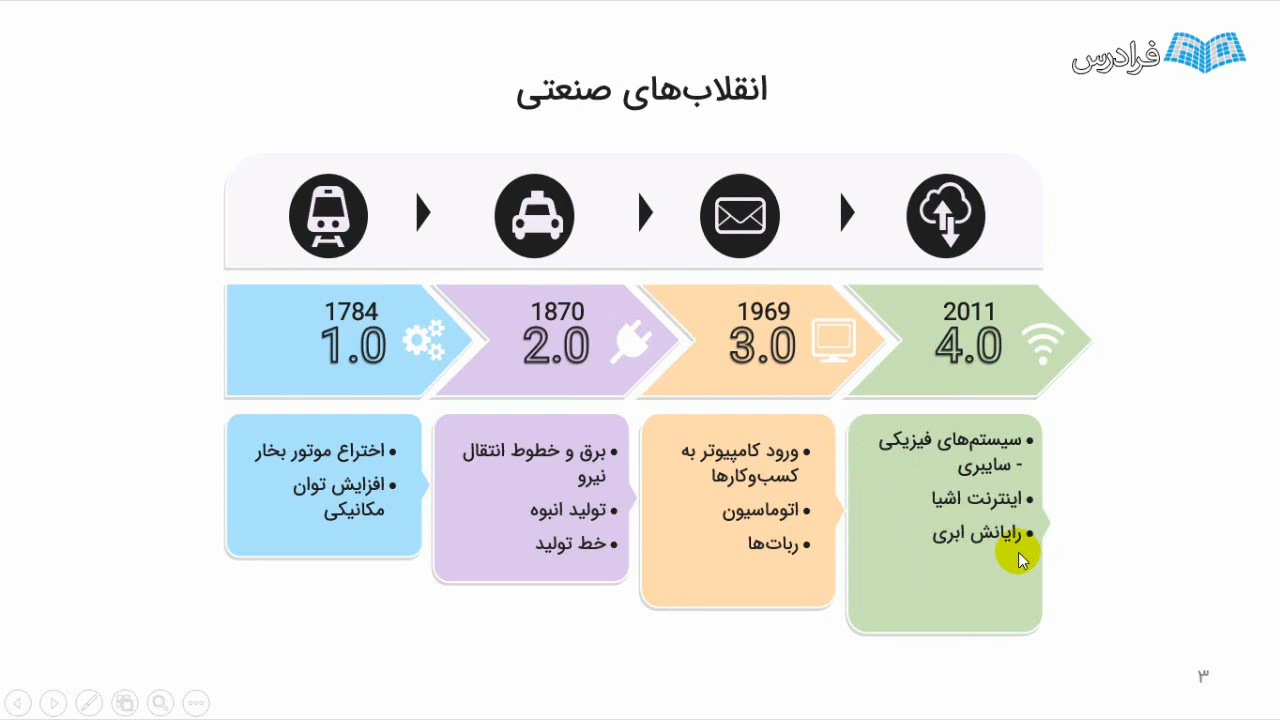 فرادرس
انقلاب‌های صنعتی
1784
1.0
1870
2.0
1969
3.0
2011
4.0
• اختراع موتور بخار
• افزایش توان
مکانیکی
• برق و خطوط انتقال
نیرو
• تولید انبوه
• خط تولید
• ورود کامپیوتر به
کسب‌وکارها
• اتوماسیون
• ربات‌ها
• سیستم‌های فیزیکی
- سایبری
• اینترنت اشیا
• رایانش ابری
۳